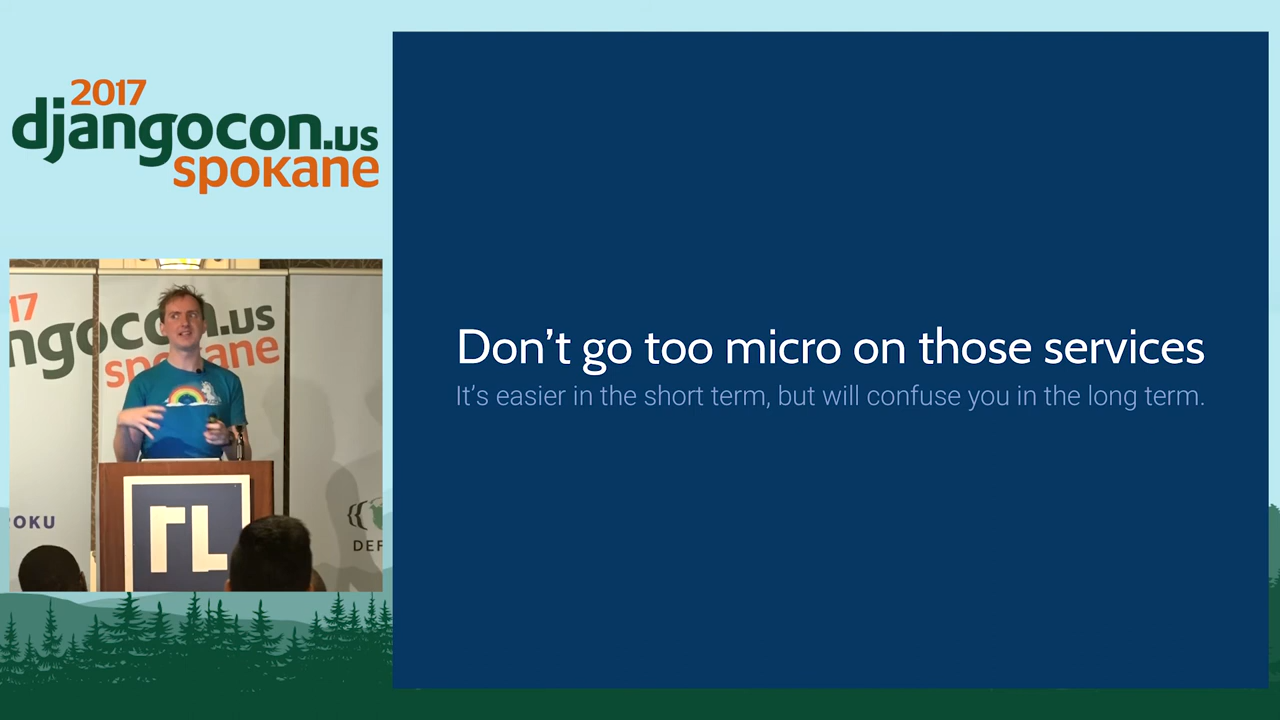 2017
djangocon.us
spokane
Don't go too micro on those services
It's easier in the short term, but will confuse you in the long term.
17
ngocon.us
spokane
OKU
DEF